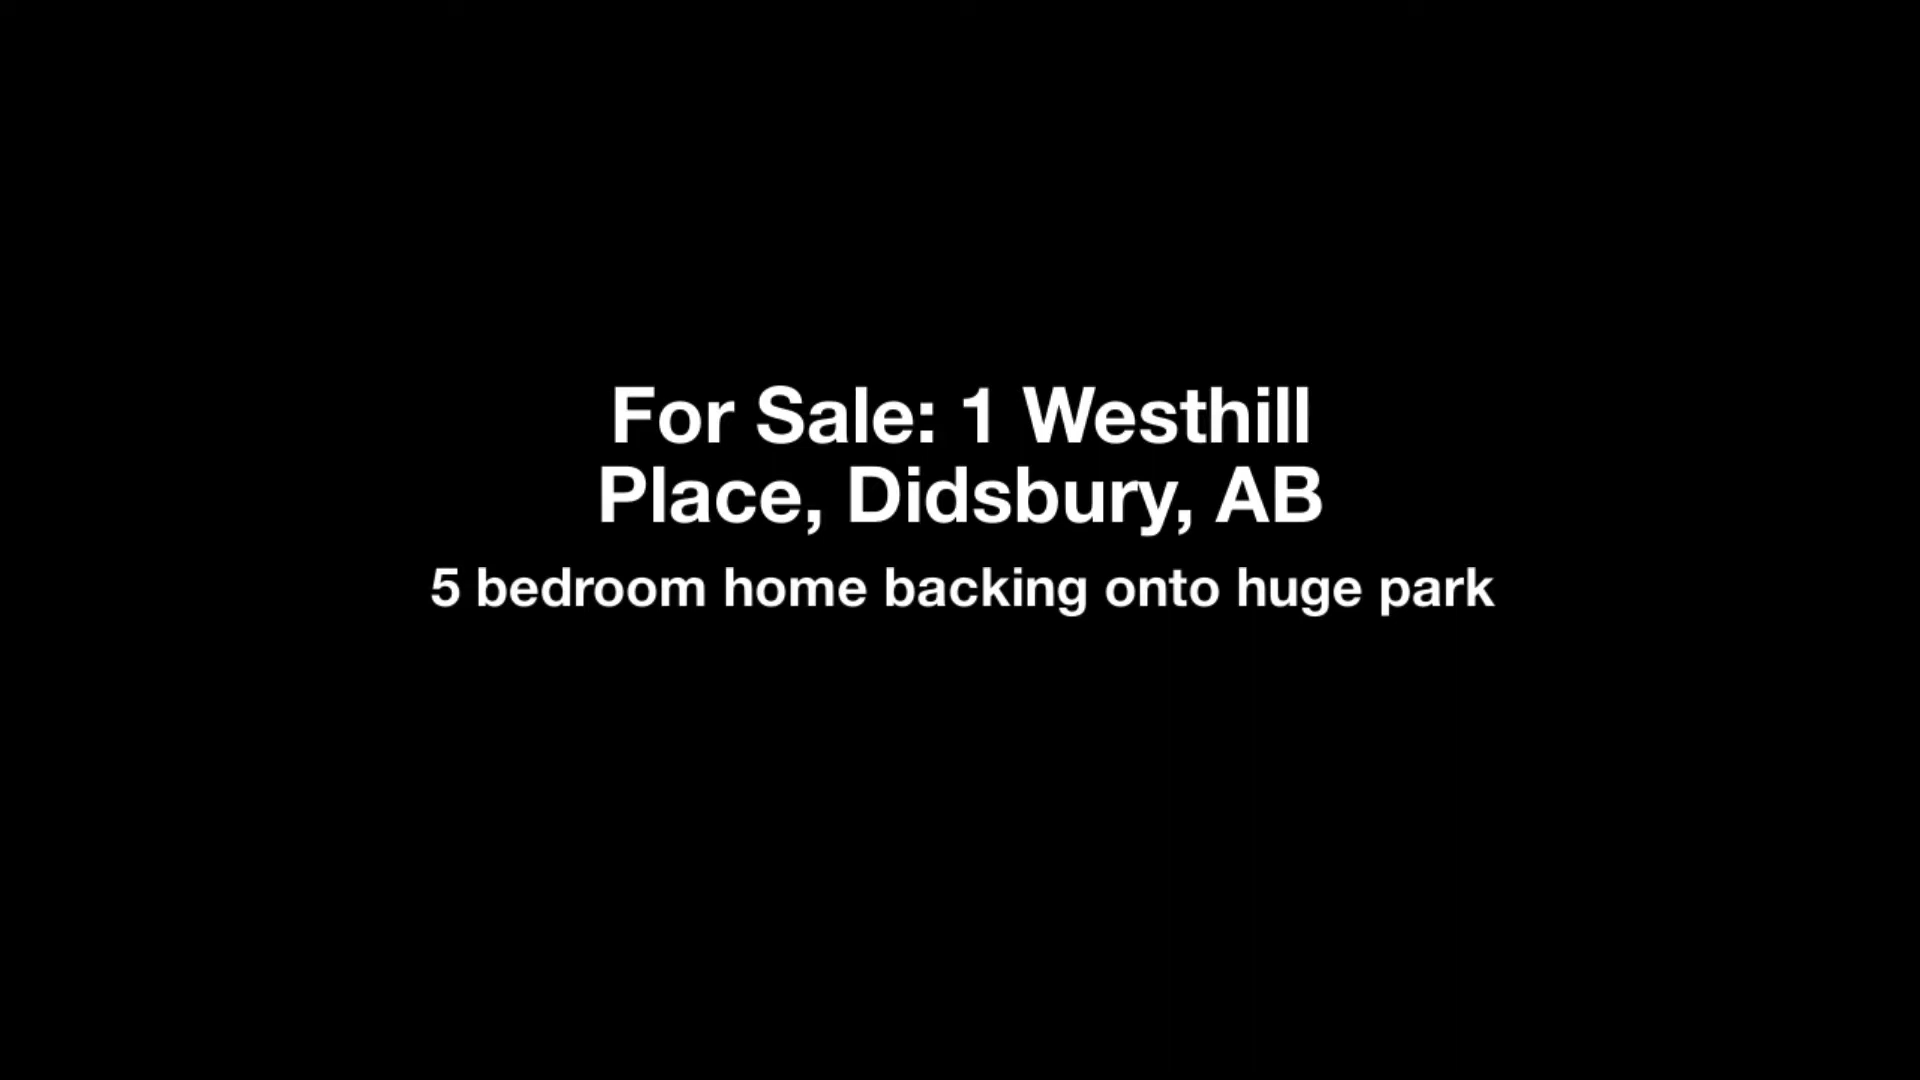 For Sale: 1 Westhill
Place, Didsbury, AB
5 bedroom home backing onto huge park